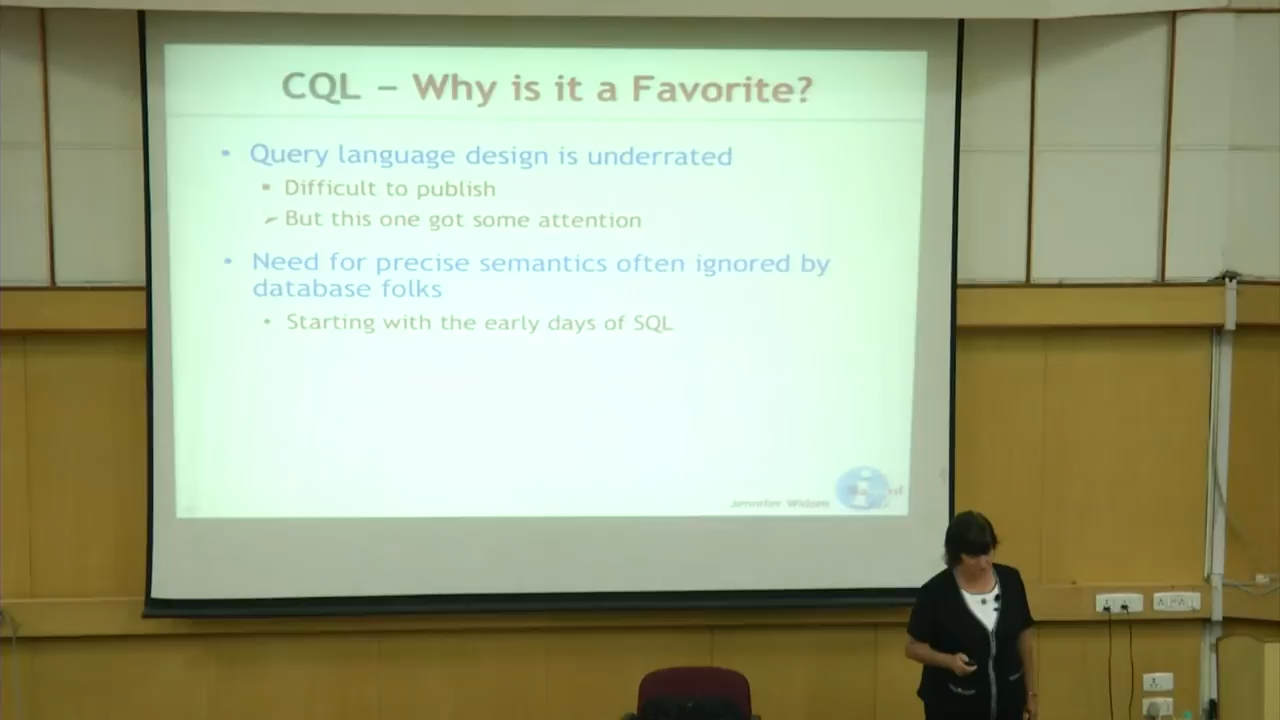 CQL – Why is it a Favorite?
• Query language design is underrated
▪ Difficult to publish
➢ But this one got some attention
• Need for precise semantics often ignored by
database folks
• Starting with the early days of SQL
Jennifer Widom